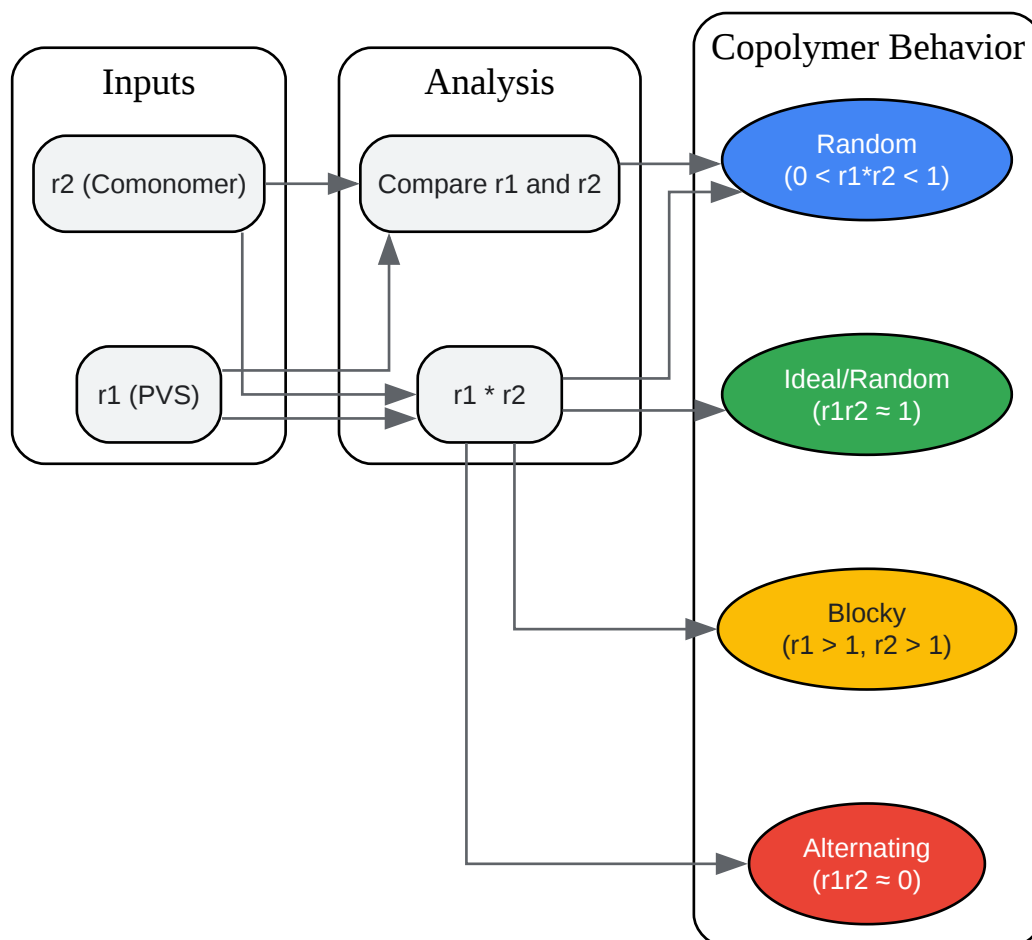 Inputs
r2 (Comonomer)
r1 (PVS)
Analysis
Compare r1 and r2
r1 * r2
Copolymer Behavior
Random
(0 < r1*r2 < 1)
Ideal/Random
(r1r2 ≈ 1)
Blocky
(r1 > 1, r2 > 1)
Alternating
(r1r2 ≈ 0)